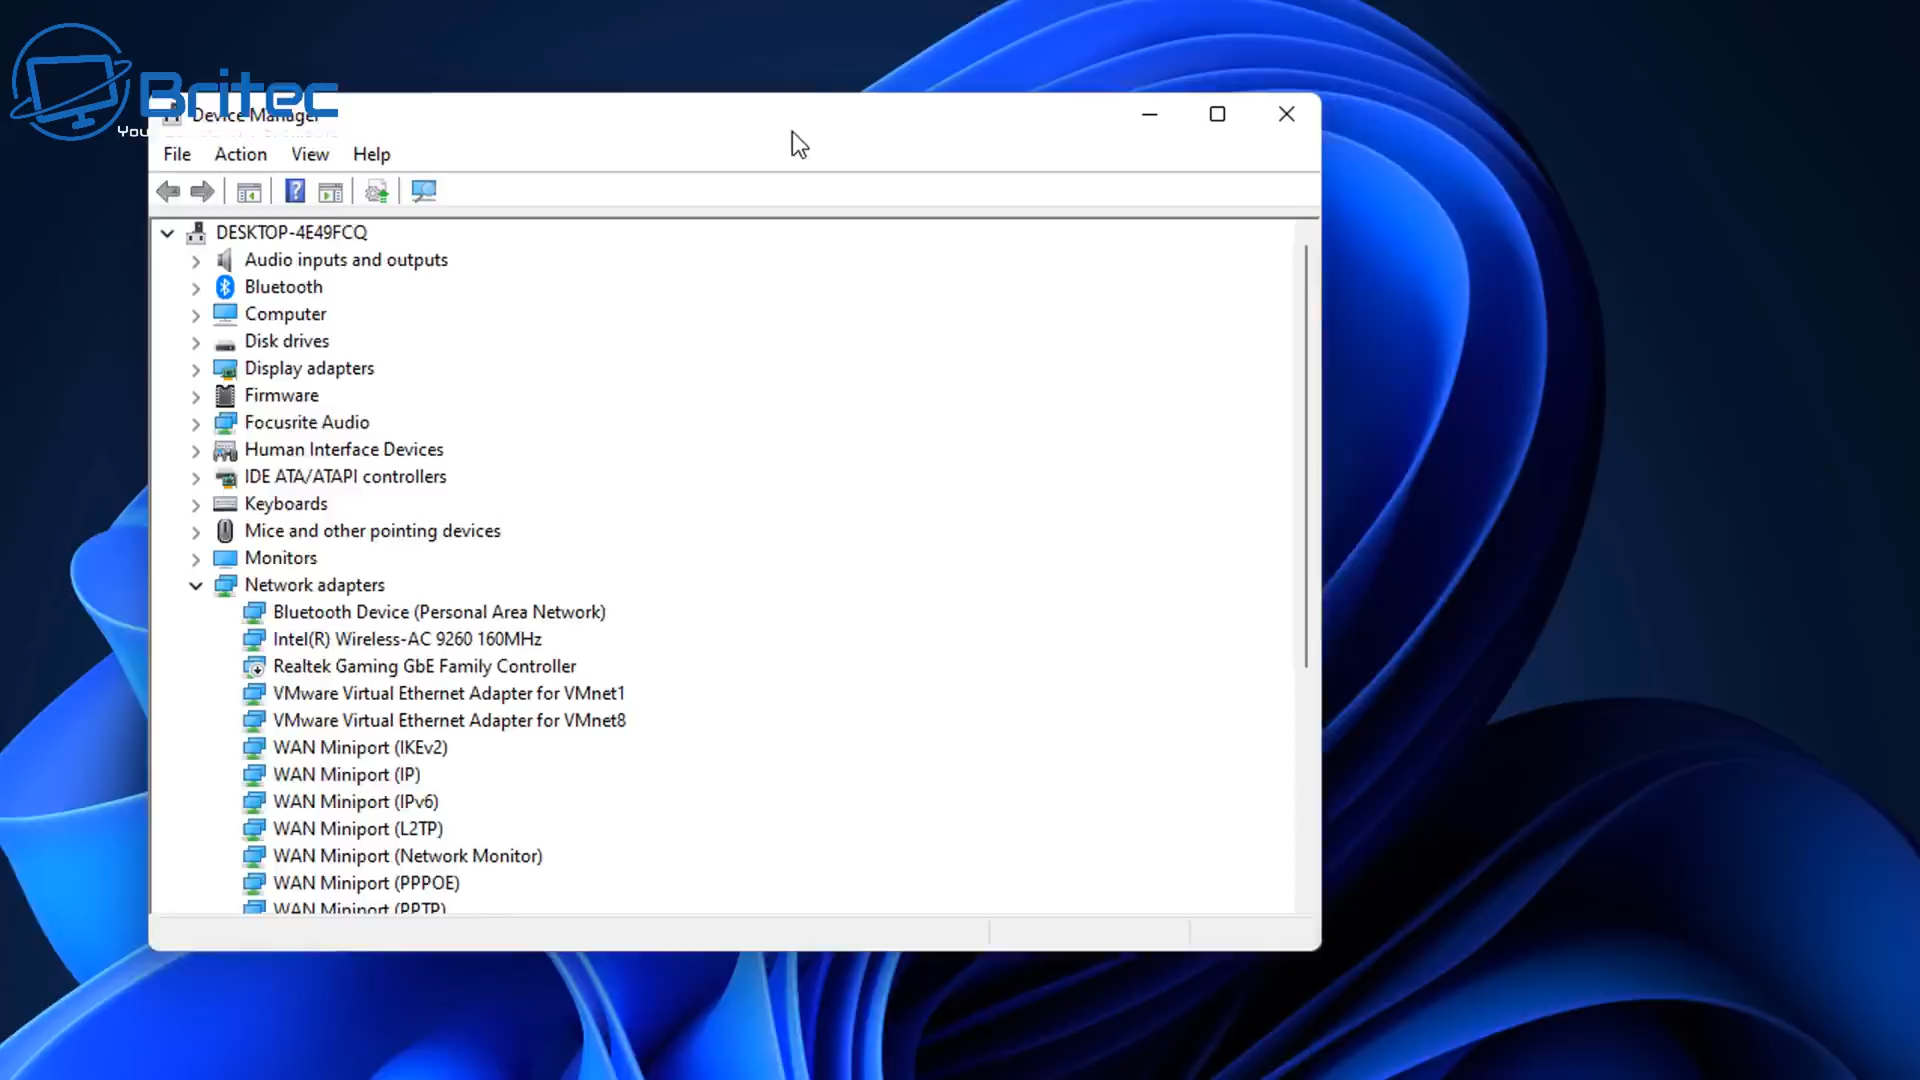 Britec
You
Device Manager
File Action View Help
DESKTOP-4E49FCQ
Audio inputs and outputs
Bluetooth
Computer
Disk drives
Display adapters
Firmware
Focusrite Audio
Human Interface Devices
IDE ATA/ATAPI controllers
Keyboards
Mice and other pointing devices
Monitors
Network adapters
Bluetooth Device (Personal Area Network)
Intel(R) Wireless-AC 9260 160MHz
Realtek Gaming GbE Family Controller
VMware Virtual Ethernet Adapter for VMnet1
VMware Virtual Ethernet Adapter for VMnet8
WAN Miniport (IKEv2)
WAN Miniport (IP)
WAN Miniport (IPv6)
WAN Miniport (L2TP)
WAN Miniport (Network Monitor)
WAN Miniport (PPPOE)
WAN Miniport (PPTP)